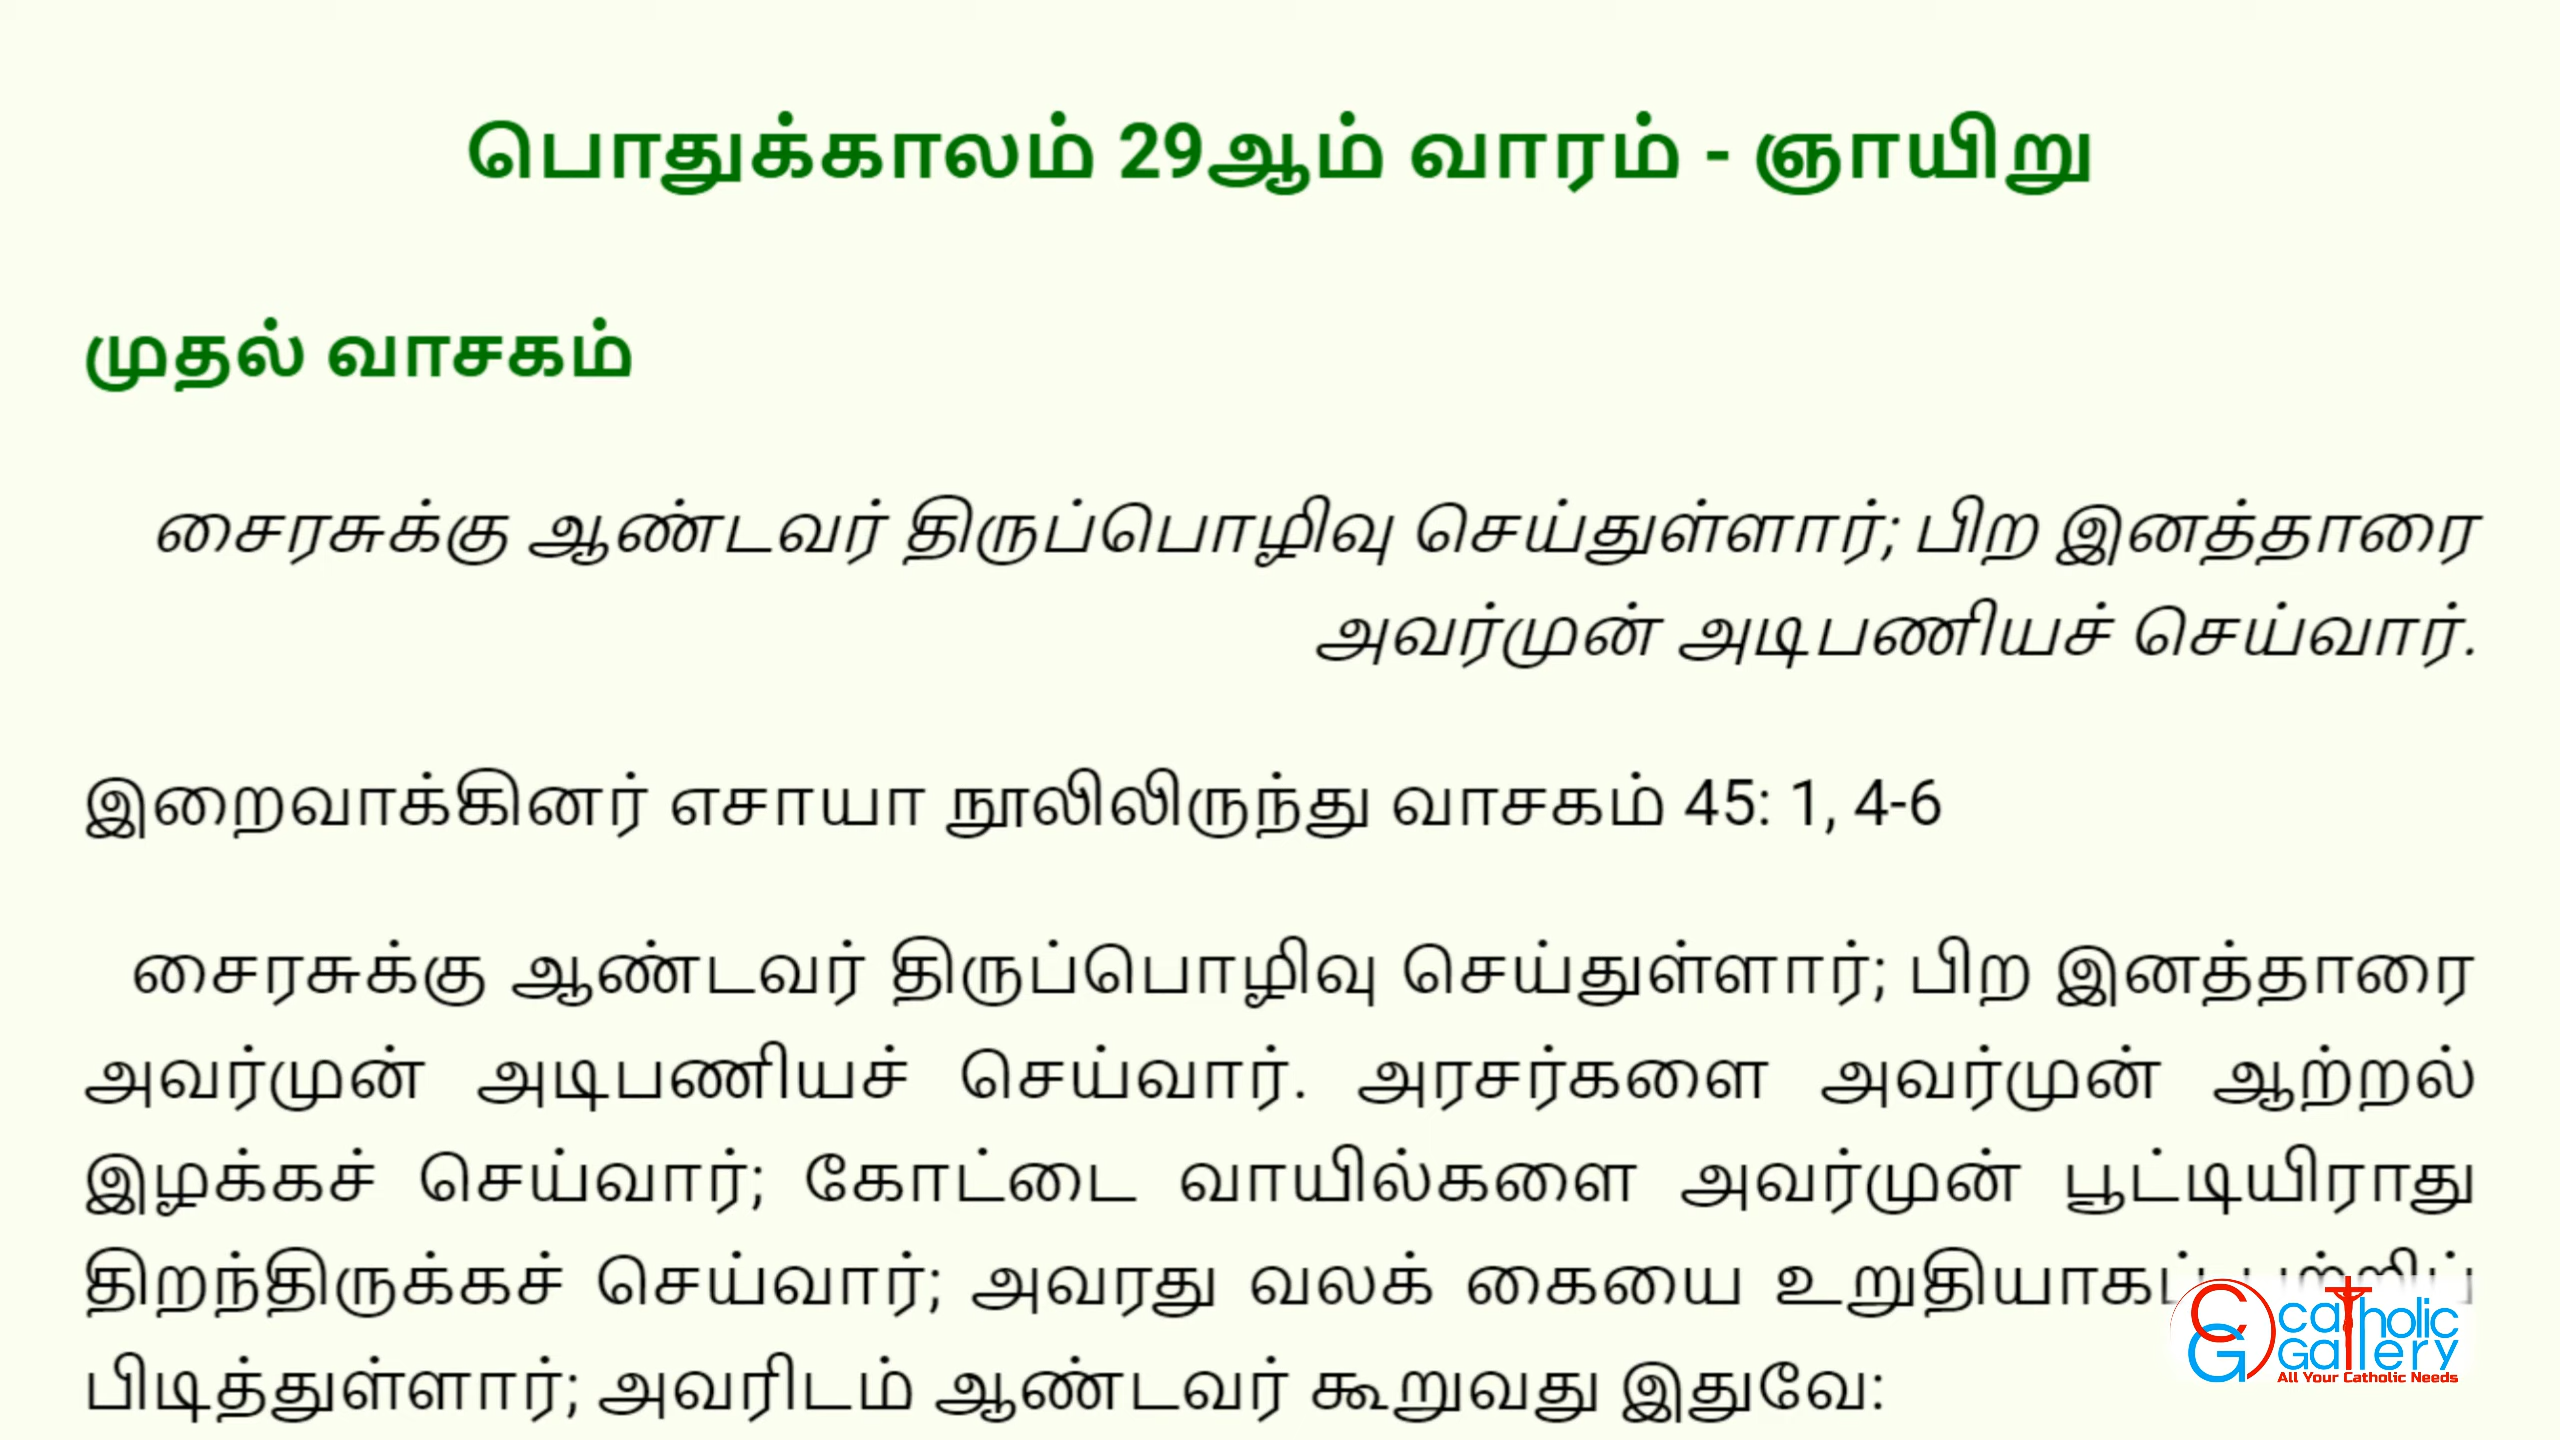 பொதுக்காலம் 29ஆம் வாரம் - ஞாயிறு
முதல் வாசகம்
சைரசுக்கு ஆண்டவர் திருப்பொழிவு செய்துள்ளார்; பிற இனத்தாரை
அவர்முன் அடிபணியச் செய்வார்.
இறைவாக்கினர் எசாயா நூலிலிருந்து வாசகம் 45: 1, 4-6
சைரசுக்கு ஆண்டவர் திருப்பொழிவு செய்துள்ளார்; பிற இனத்தாரை
அவர்முன் அடிபணியச் செய்வார். அரசர்களை அவர்முன் ஆற்றல்
இழக்கச் செய்வார்; கோட்டை வாயில்களை அவர்முன் பூட்டியிராது
திறந்திருக்கச் செய்வார்; அவரது வலக் கையை உறுதியாகப்
பிடித்துள்ளார்; அவரிடம் ஆண்டவர் கூறுவது இதுவே:
CG catholic
Gallery
All Your Catholic Needs